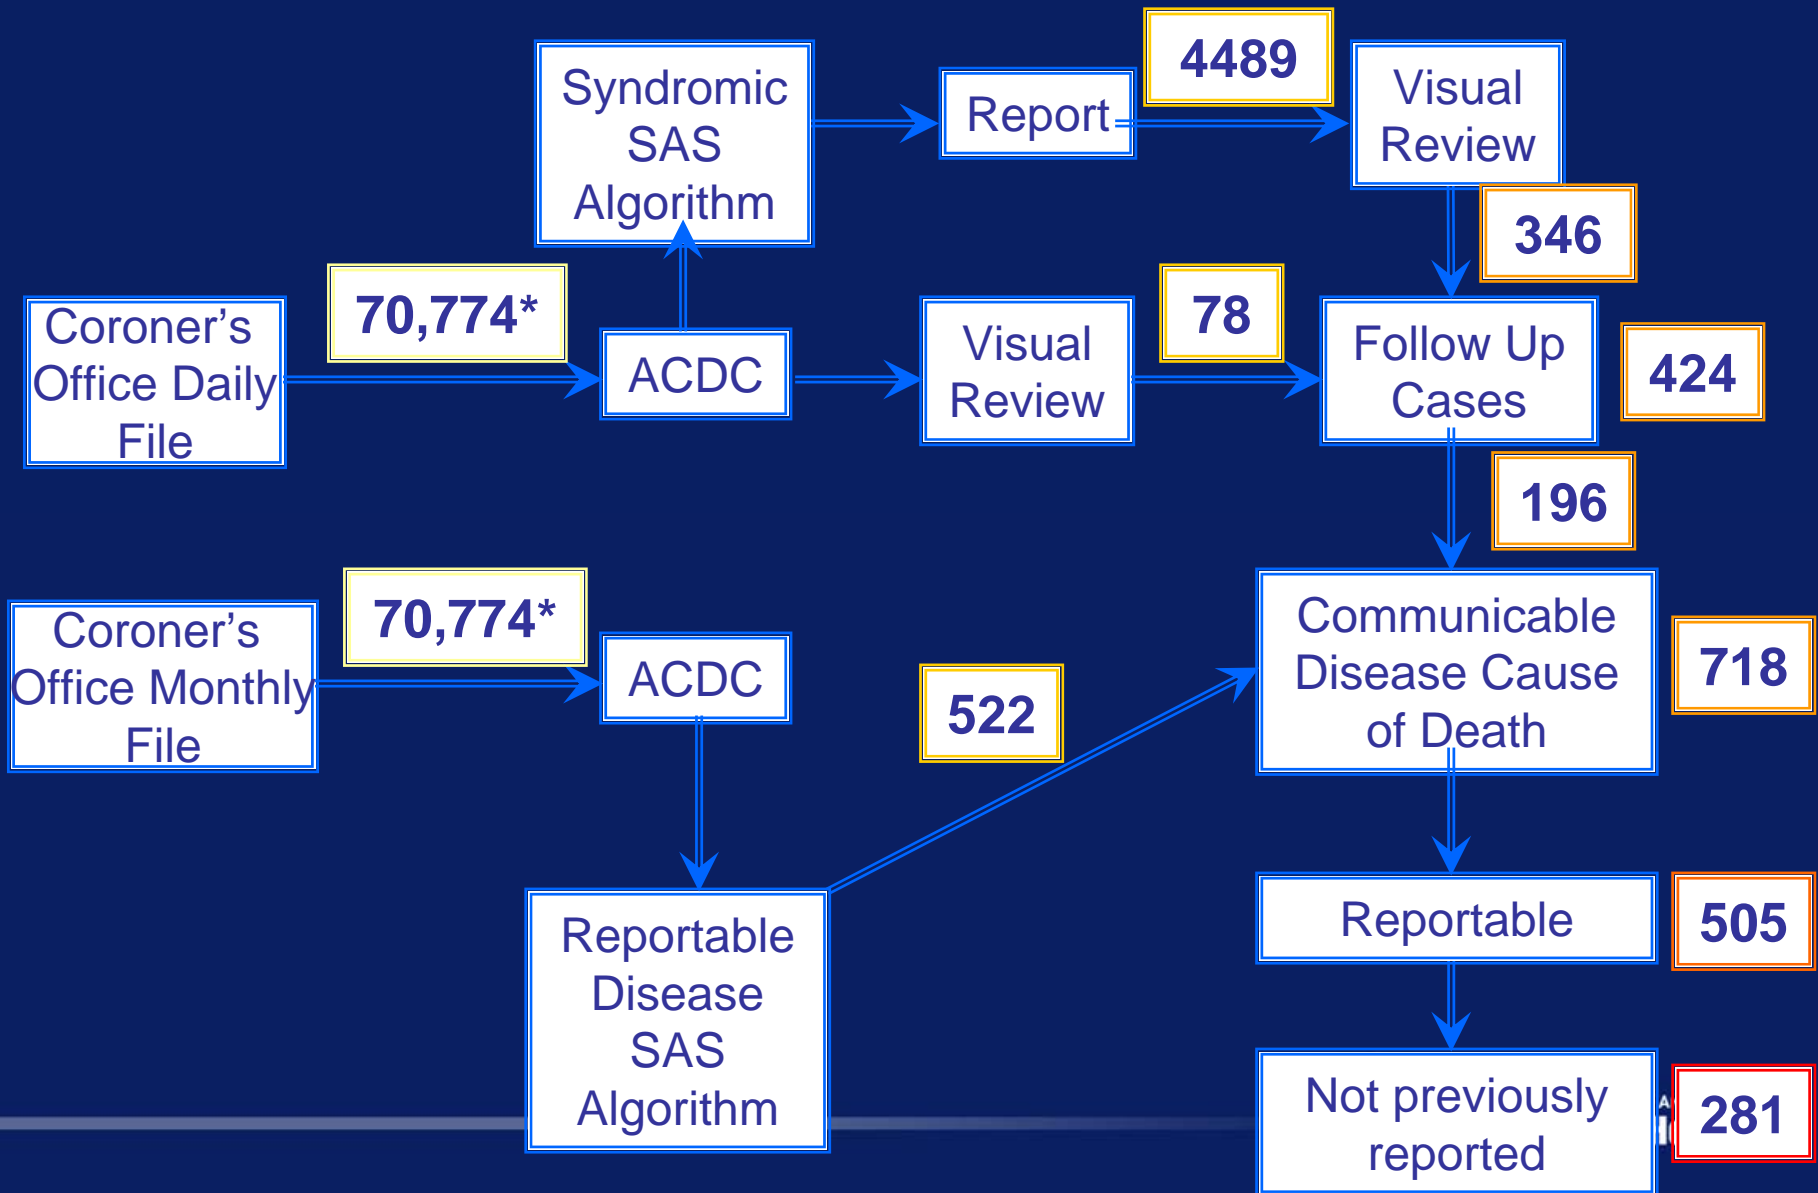 Syndromic
SAS
Algorithm
Report
4489
Visual
Review
346
Coroner's
Office Daily
File
70,774*
ACDC
Visual
Review
78
Follow Up
Cases
424
196
Coroner's
Office Monthly
File
70,774*
ACDC
522
Communicable
Disease Cause
of Death
718
Reportable
Disease
SAS
Algorithm
Reportable
505
Not previously
reported
281